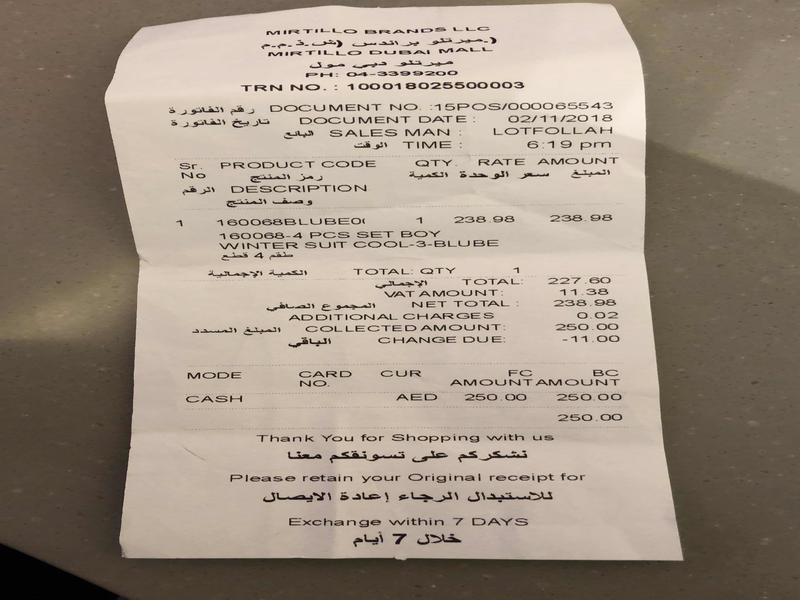 MIRTILLO BRANDS LLC
ميرتلو براندس (ش.ذ.م.م.)
MIRTILLO DUBAI MALL
ميرتلو دبي مول
PH: 04-3399200
TRN NO. : 100018025500003
رقم الفاتورة DOCUMENT NO. :15POS/000065543
تاريخ الفاتورة DOCUMENT DATE : 02/11/2018
البائع SALES MAN : LOTFOLLAH
الوقت TIME : 6:19 pm
Sr. PRODUCT CODE QTY. RATE AMOUNT
No رمز المنتج المبلغ سعر الوحدة الكمية
الرقم DESCRIPTION
وصف المنتج
1 160068BLUBE0( 1 238.98 238.98
160068-4 PCS SET BOY
WINTER SUIT COOL-3-BLUBE
طقم 4 قطع
الكمية الإجمالية TOTAL: QTY 1
الإجمالي TOTAL: 227.60
VAT AMOUNT: 11.38
المجموع الصافي NET TOTAL : 238.98
ADDITIONAL CHARGES 0.02
المبلغ المسدد COLLECTED AMOUNT: 250.00
الباقي CHANGE DUE: -11.00
MODE CARD CUR FC BC
NO. AMOUNT AMOUNT
CASH AED 250.00 250.00
250.00
Thank You for Shopping with us
نشكركم على تسوقكم معنا
Please retain your Original receipt for
للاستبدال الرجاء إعادة الايصال
Exchange within 7 DAYS
خلال 7 أيام